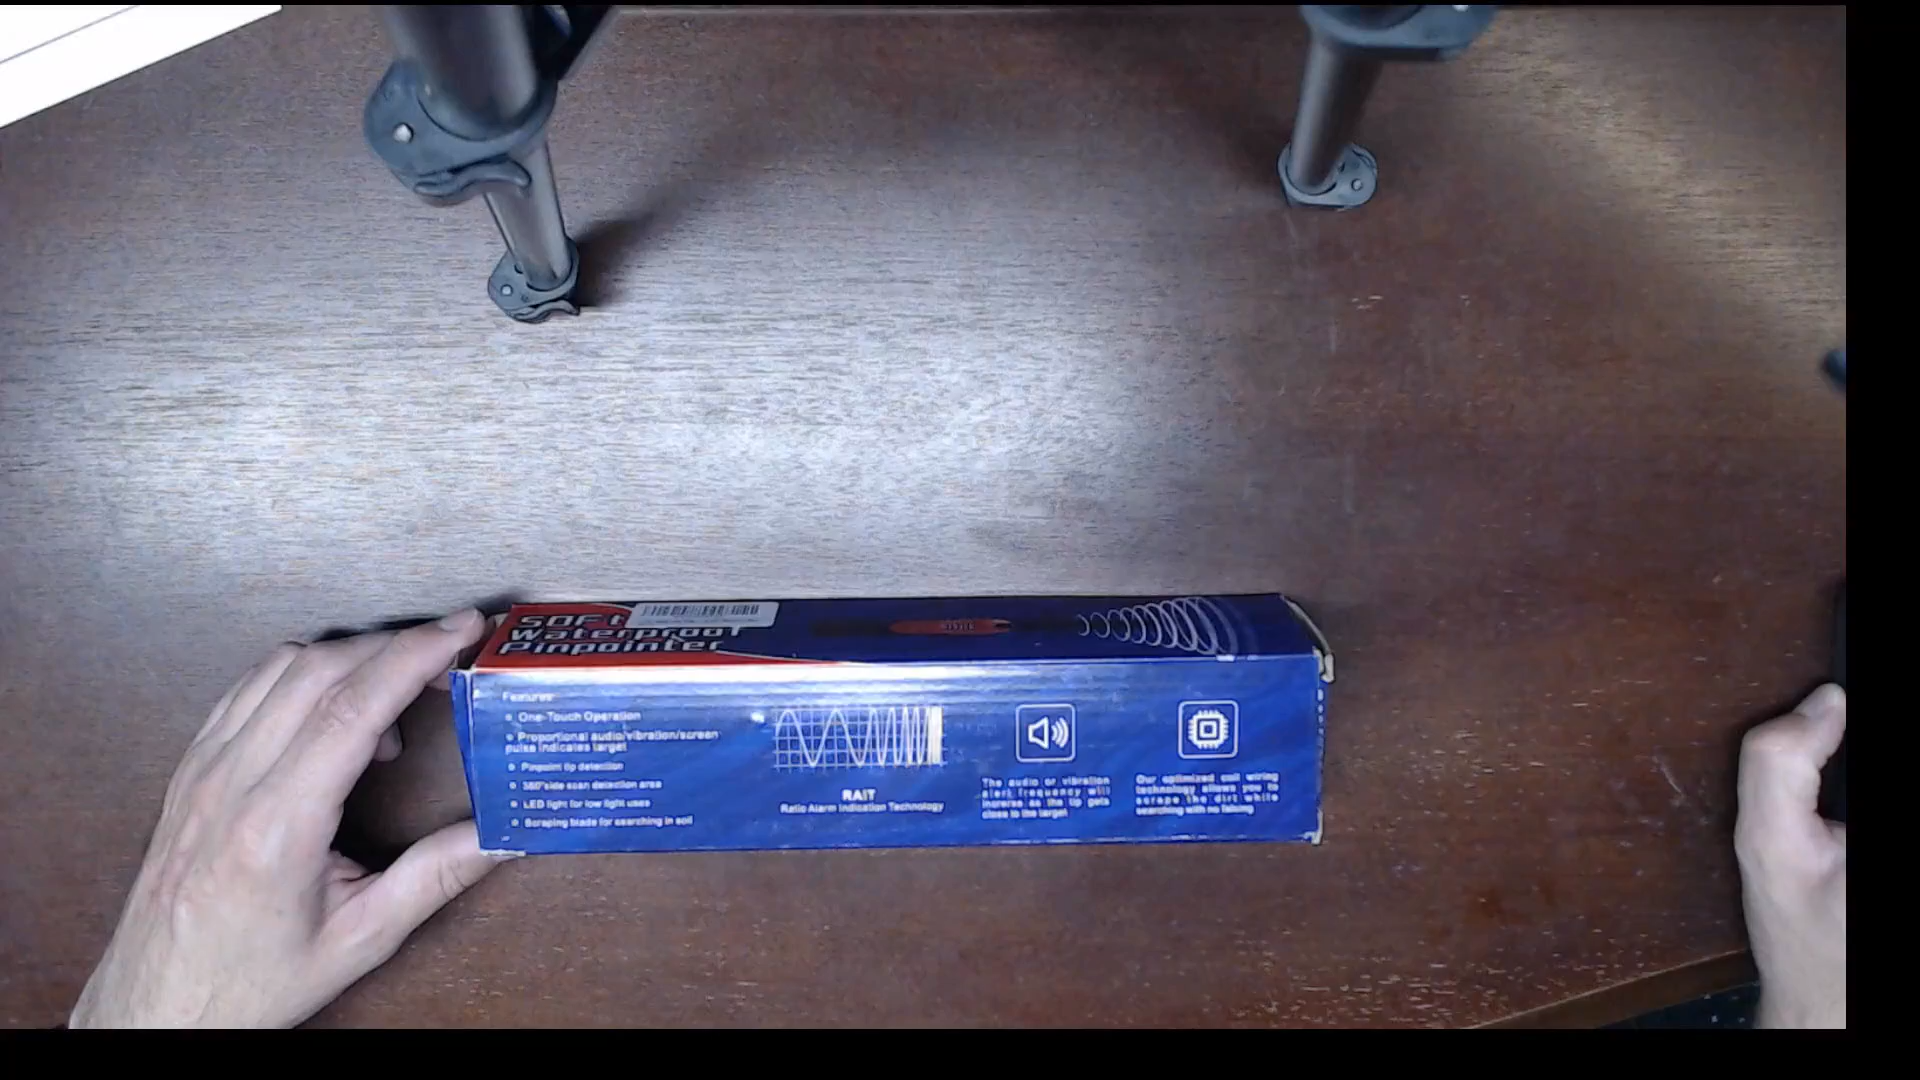 50Ft
Waterproof
Pinpointer
Features:
One-Touch Operation
Proportional audio/vibration/screen
pulse indicates target
Pinpoint tip detection
360°side scan detection area
LED light for low light uses
Scraping blade for searching in soil
RAIT
Ratio Alarm Indication Technology
The audio or vibration
alert frequency will
increase as the tip gets
close to the target
Our optimized coil wiring
technology allows you to
scrape the dirt while
searching with no falsing